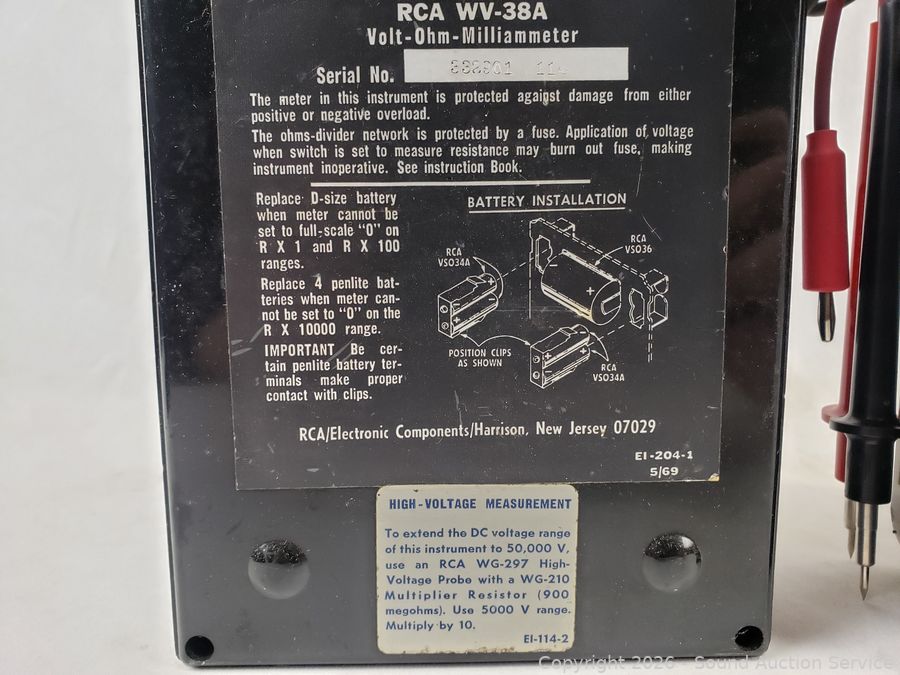 RCA WV-38A
Volt-Ohm-Milliammeter
Serial No.
The meter in this instrument is protected against damage from either
positive or negative overload.
The ohms-divider network is protected by a fuse. Application of voltage
when switch is set to measure resistance may burn out fuse, making
instrument inoperative. See instruction Book.
Replace D-size battery
when meter cannot be
set to full-scale "0" on
R X 1 and R X 100
ranges.
Replace 4 penlite bat-
teries when meter can-
not be set to "0" on the
R X 10000 range.
IMPORTANT Be cer-
tain penlite battery ter-
minals make proper
contact with clips.
BATTERY INSTALLATION
RCA
VS036
RCA
VS034A
POSITION CLIPS
AS SHOWN
RCA
VS034A
RCA/Electronic Components/Harrison, New Jersey 07029
EI-204-1
5/69
HIGH-VOLTAGE MEASUREMENT
To extend the DC voltage range
of this instrument to 50,000 V,
use an RCA WG-297 High-
Voltage Probe with a WG-210
Multiplier Resistor (900
megohms). Use 5000 V range.
Multiply by 10.
EI-114-2
Copyright 2020 - Sound Auction Service